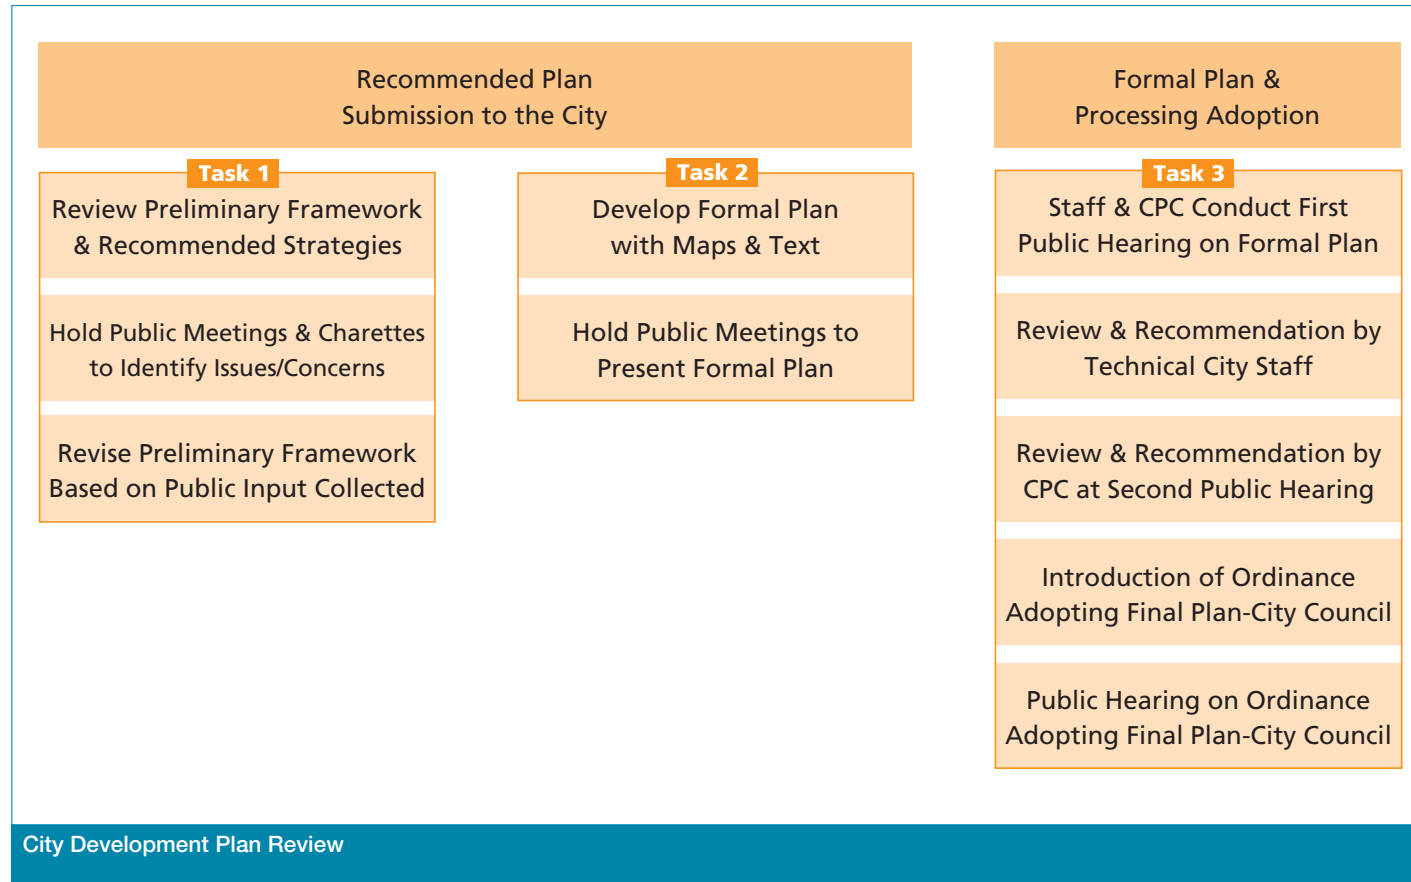 Recommended Plan
Submission to the City
Formal Plan &
Processing Adoption
Task 1
Review Preliminary Framework
& Recommended Strategies
Hold Public Meetings & Charettes
to Identify Issues/Concerns
Revise Preliminary Framework
Based on Public Input Collected
Task 2
Develop Formal Plan
with Maps & Text
Hold Public Meetings to
Present Formal Plan
Task 3
Staff & CPC Conduct First
Public Hearing on Formal Plan
Review & Recommendation by
Technical City Staff
Review & Recommendation by
CPC at Second Public Hearing
Introduction of Ordinance
Adopting Final Plan-City Council
Public Hearing on Ordinance
Adopting Final Plan-City Council
City Development Plan Review